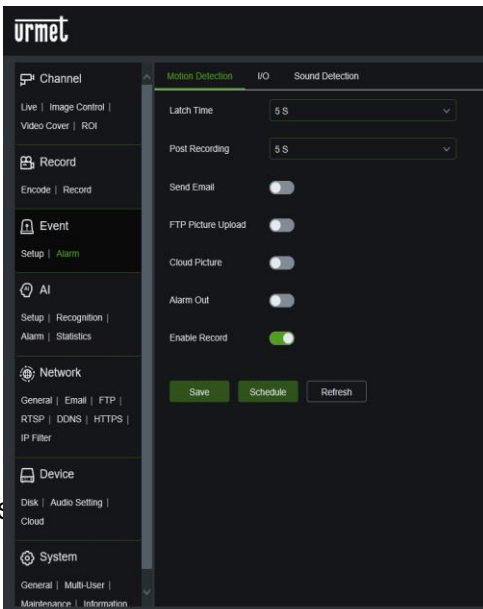 urmet
Channel
Live | Image Control |
Video Cover | ROI
Record
Encode | Record
Event
Setup | Alarm
AI
Setup | Recognition |
Alarm | Statistics
Network
General | Email | FTP |
RTSP | DDNS | HTTPS |
IP Filter
Device
Disk | Audio Setting |
Cloud
System
General | Multi-User |
Maintenance | Information
Motion Detection I/O Sound Detection
Latch Time 5 S
Post Recording 5 S
Send Email
FTP Picture Upload
Cloud Picture
Alarm Out
Enable Record
Save Schedule Refresh